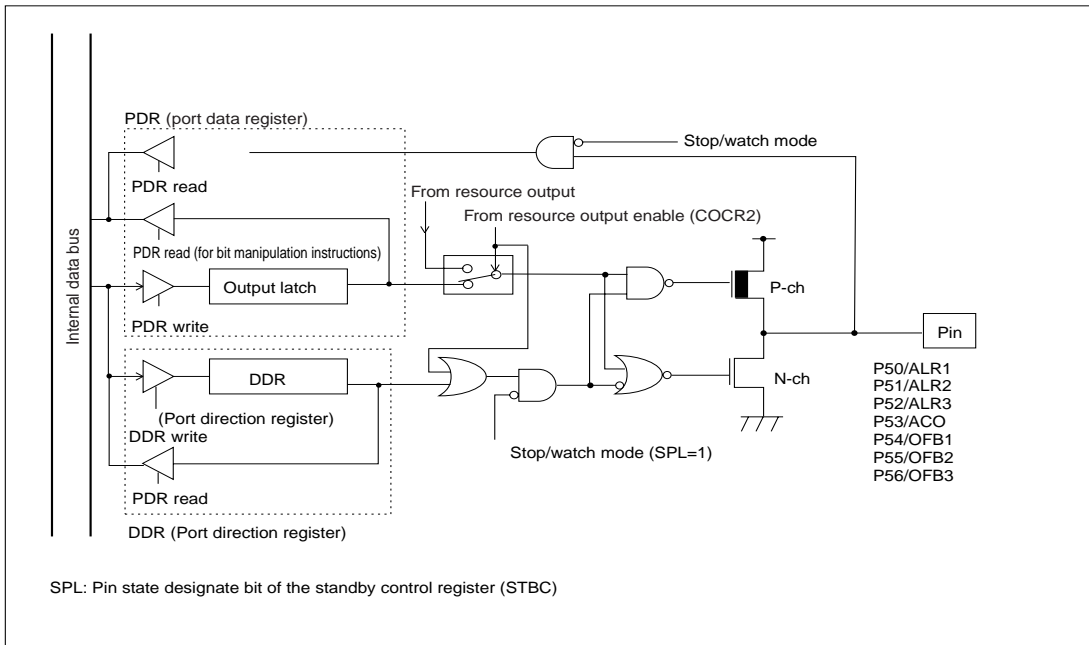 PDR (port data register)
Stop/watch mode
PDR read
From resource output
From resource output enable (COCR2)
Internal data bus
PDR read (for bit manipulation instructions)
Output latch
P-ch
PDR write
Pin
DDR
N-ch
P50/ALR1
P51/ALR2
P52/ALR3
P53/ACO
P54/OFB1
P55/OFB2
P56/OFB3
(Port direction register)
DDR write
Stop/watch mode (SPL=1)
PDR read
DDR (Port direction register)
SPL: Pin state designate bit of the standby control register (STBC)